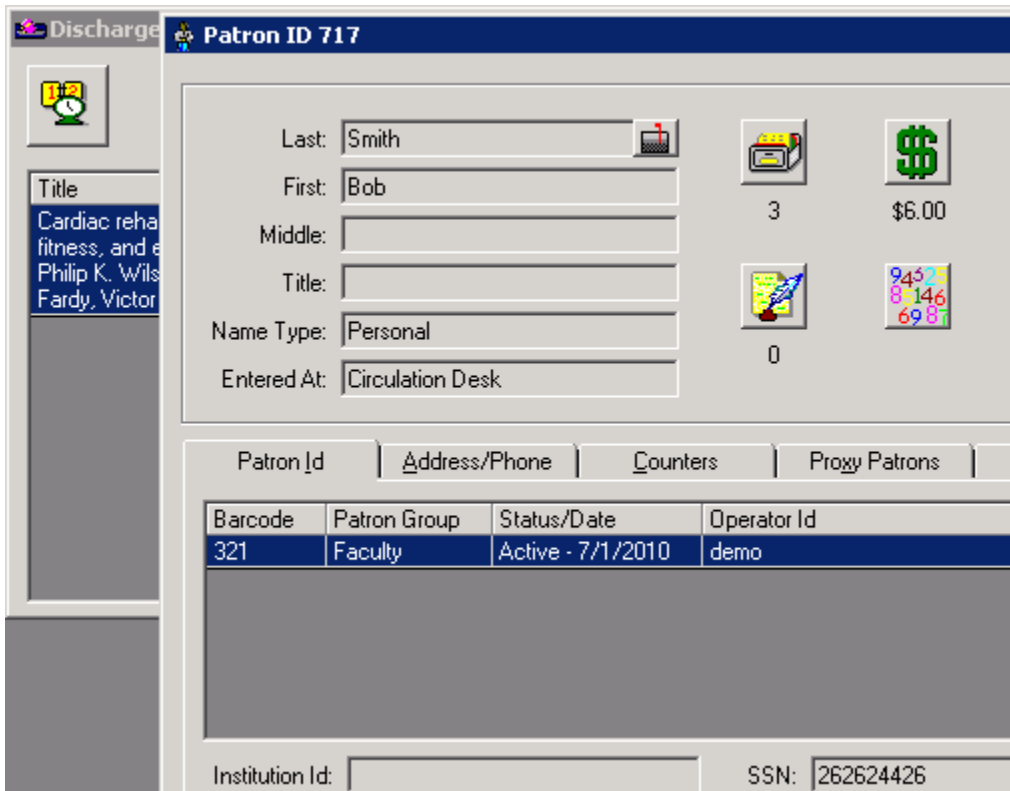 Discharge
Patron ID 717
Last: Smith
First: Bob
Middle:
Title:
Name Type: Personal
Entered At: Circulation Desk
3
$6.00
0
Title
Cardiac reha
fitness, and e
Philip K. Wils
Fardy, Victor
Patron Id Address/Phone Counters Proxy Patrons
Barcode Patron Group Status/Date Operator Id
321 Faculty Active - 7/1/2010 demo
Institution Id: SSN: 262624426